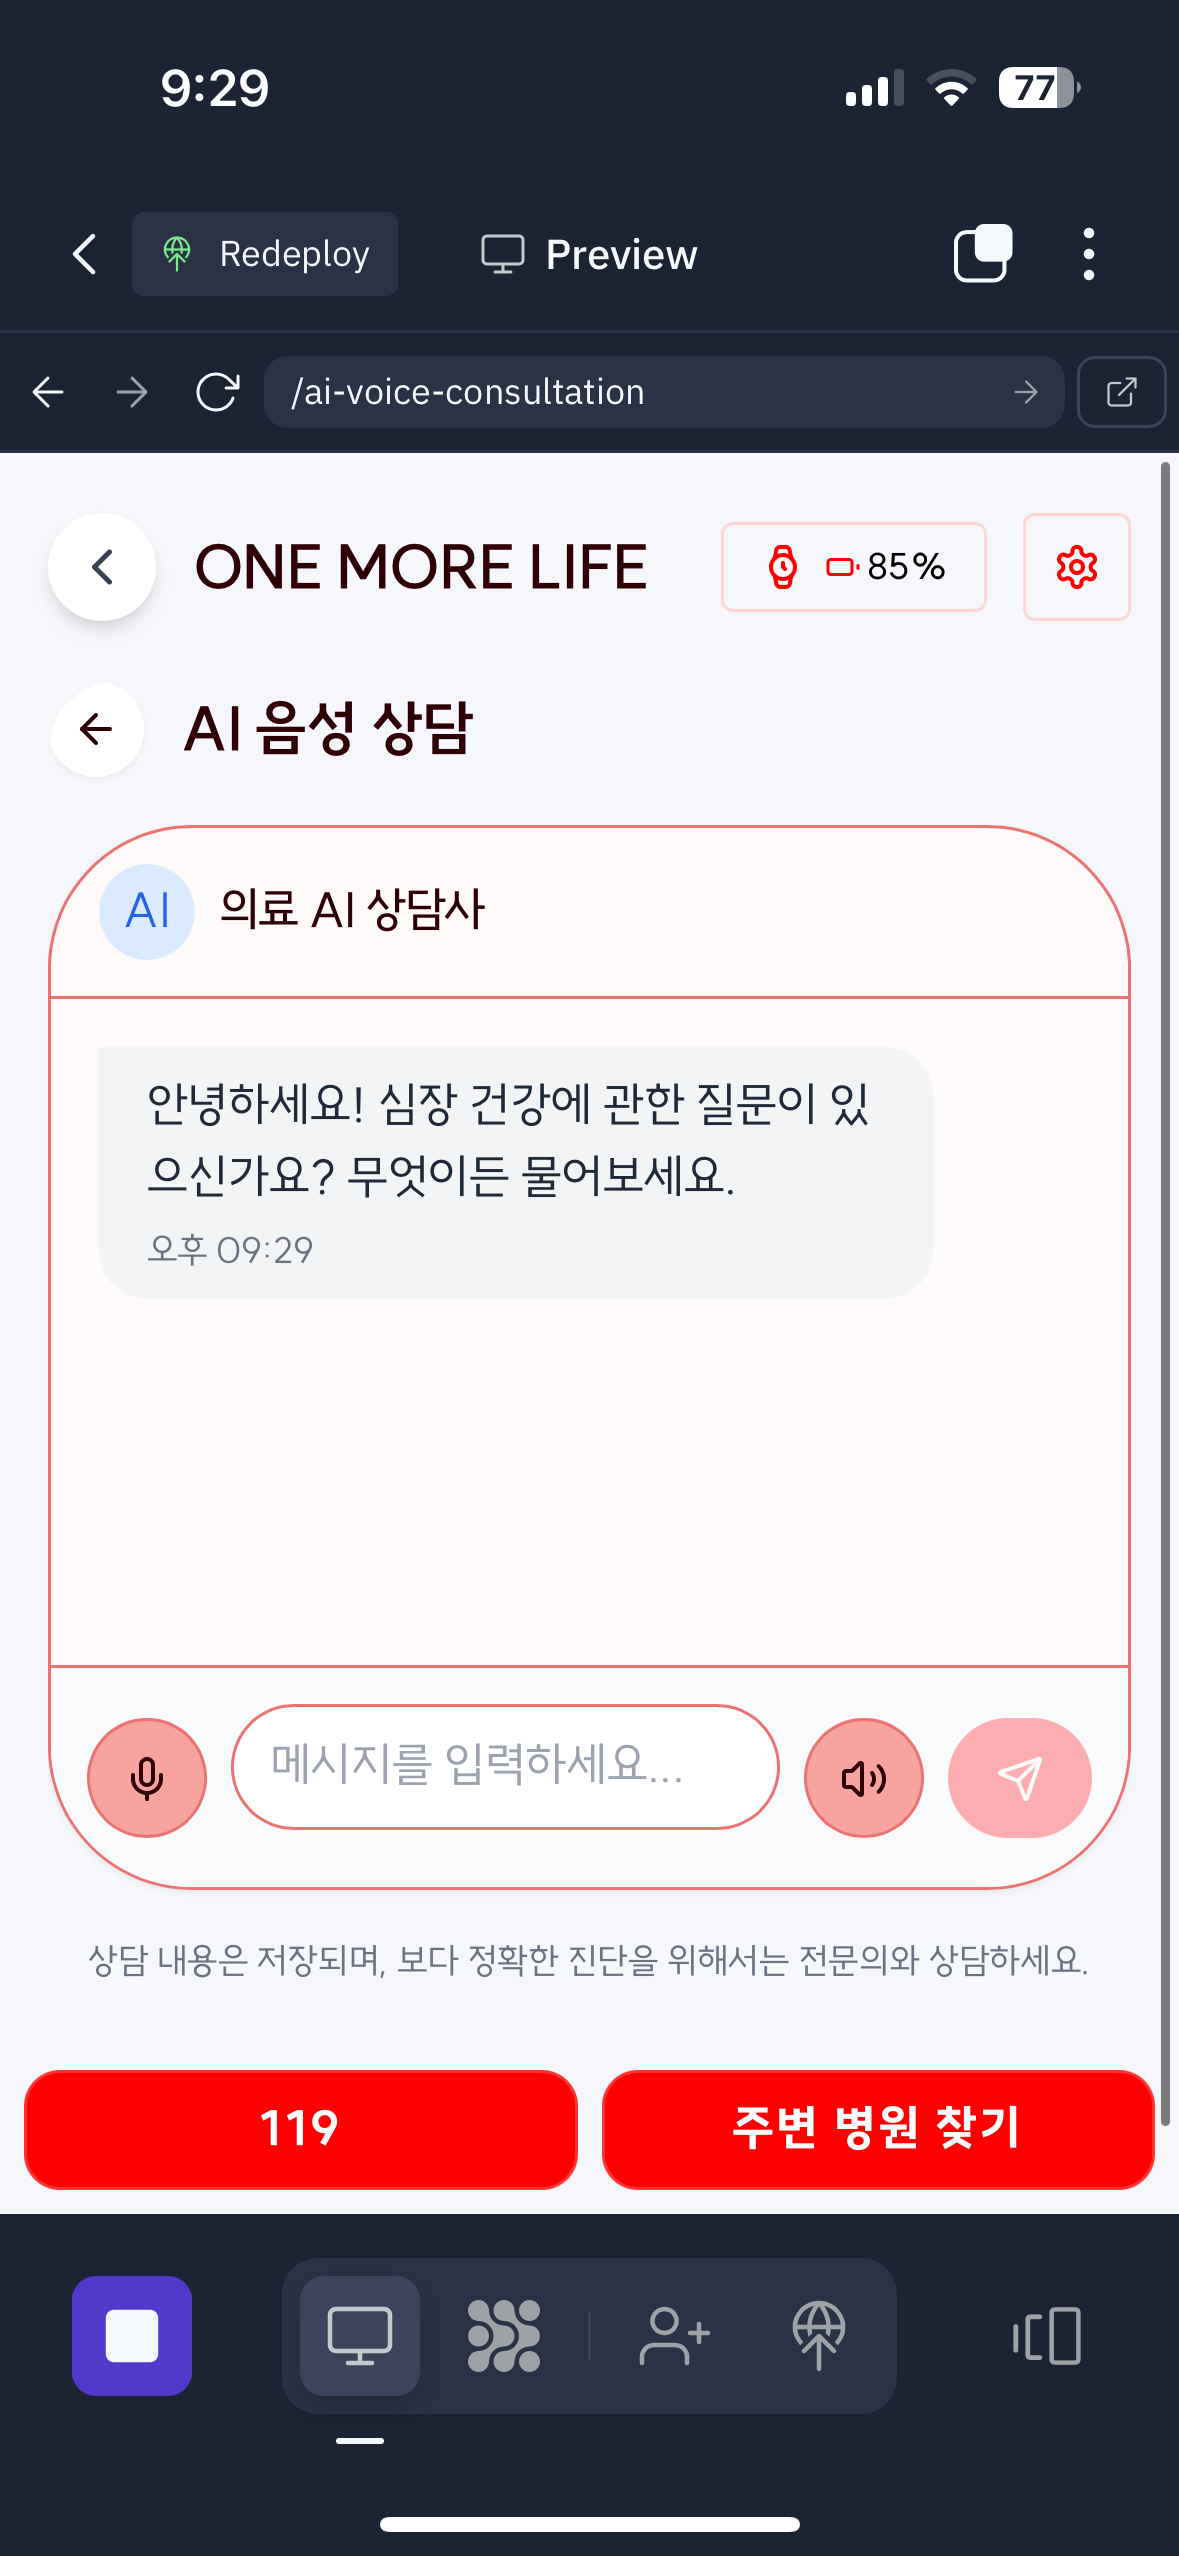 9:29
77
Redeploy
Preview
/ai-voice-consultation
ONE MORE LIFE
85%
AI 음성 상담
AI
의료 AI 상담사
안녕하세요! 심장 건강에 관한 질문이 있
으신가요? 무엇이든 물어보세요.
오후 09:29
메시지를 입력하세요...
상담 내용은 저장되며, 보다 정확한 진단을 위해서는 전문의와 상담하세요.
119
주변 병원 찾기